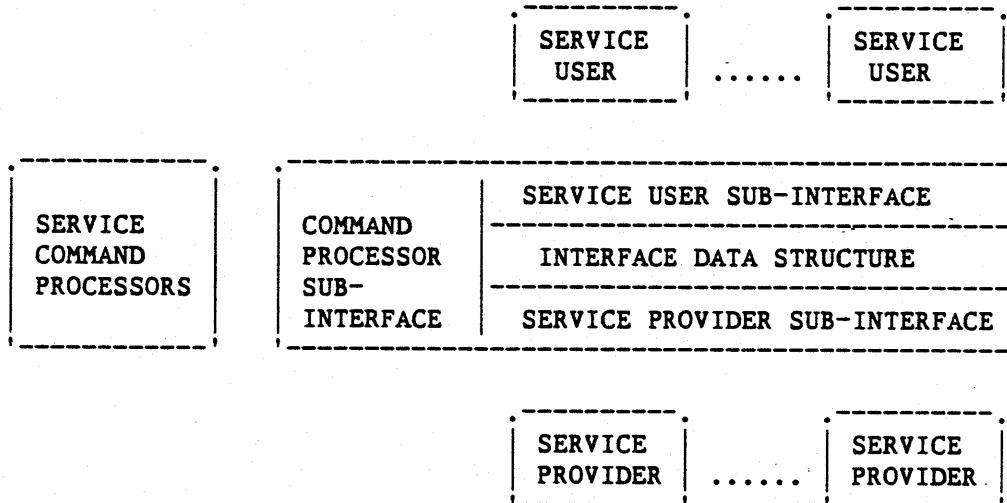 SERVICE USER ...... SERVICE USER
SERVICE COMMAND PROCESSORS
COMMAND PROCESSOR SUB-INTERFACE
SERVICE USER SUB-INTERFACE
INTERFACE DATA STRUCTURE
SERVICE PROVIDER SUB-INTERFACE
SERVICE PROVIDER ...... SERVICE PROVIDER